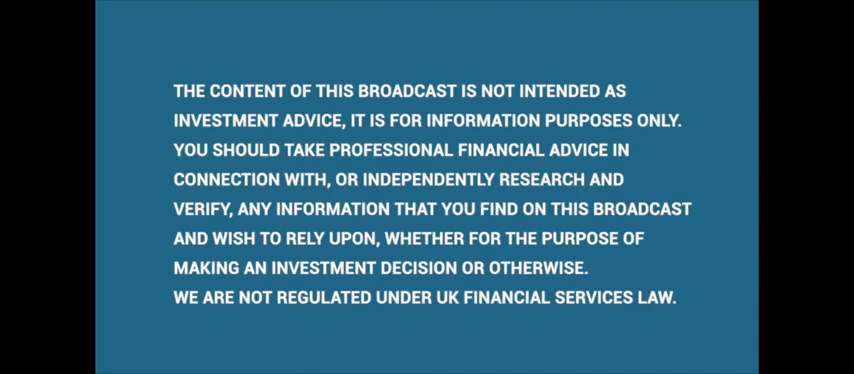 THE CONTENT OF THIS BROADCAST IS NOT INTENDED AS
INVESTMENT ADVICE, IT IS FOR INFORMATION PURPOSES ONLY.
YOU SHOULD TAKE PROFESSIONAL FINANCIAL ADVICE IN
CONNECTION WITH, OR INDEPENDENTLY RESEARCH AND
VERIFY, ANY INFORMATION THAT YOU FIND ON THIS BROADCAST
AND WISH TO RELY UPON, WHETHER FOR THE PURPOSE OF
MAKING AN INVESTMENT DECISION OR OTHERWISE.
WE ARE NOT REGULATED UNDER UK FINANCIAL SERVICES LAW.